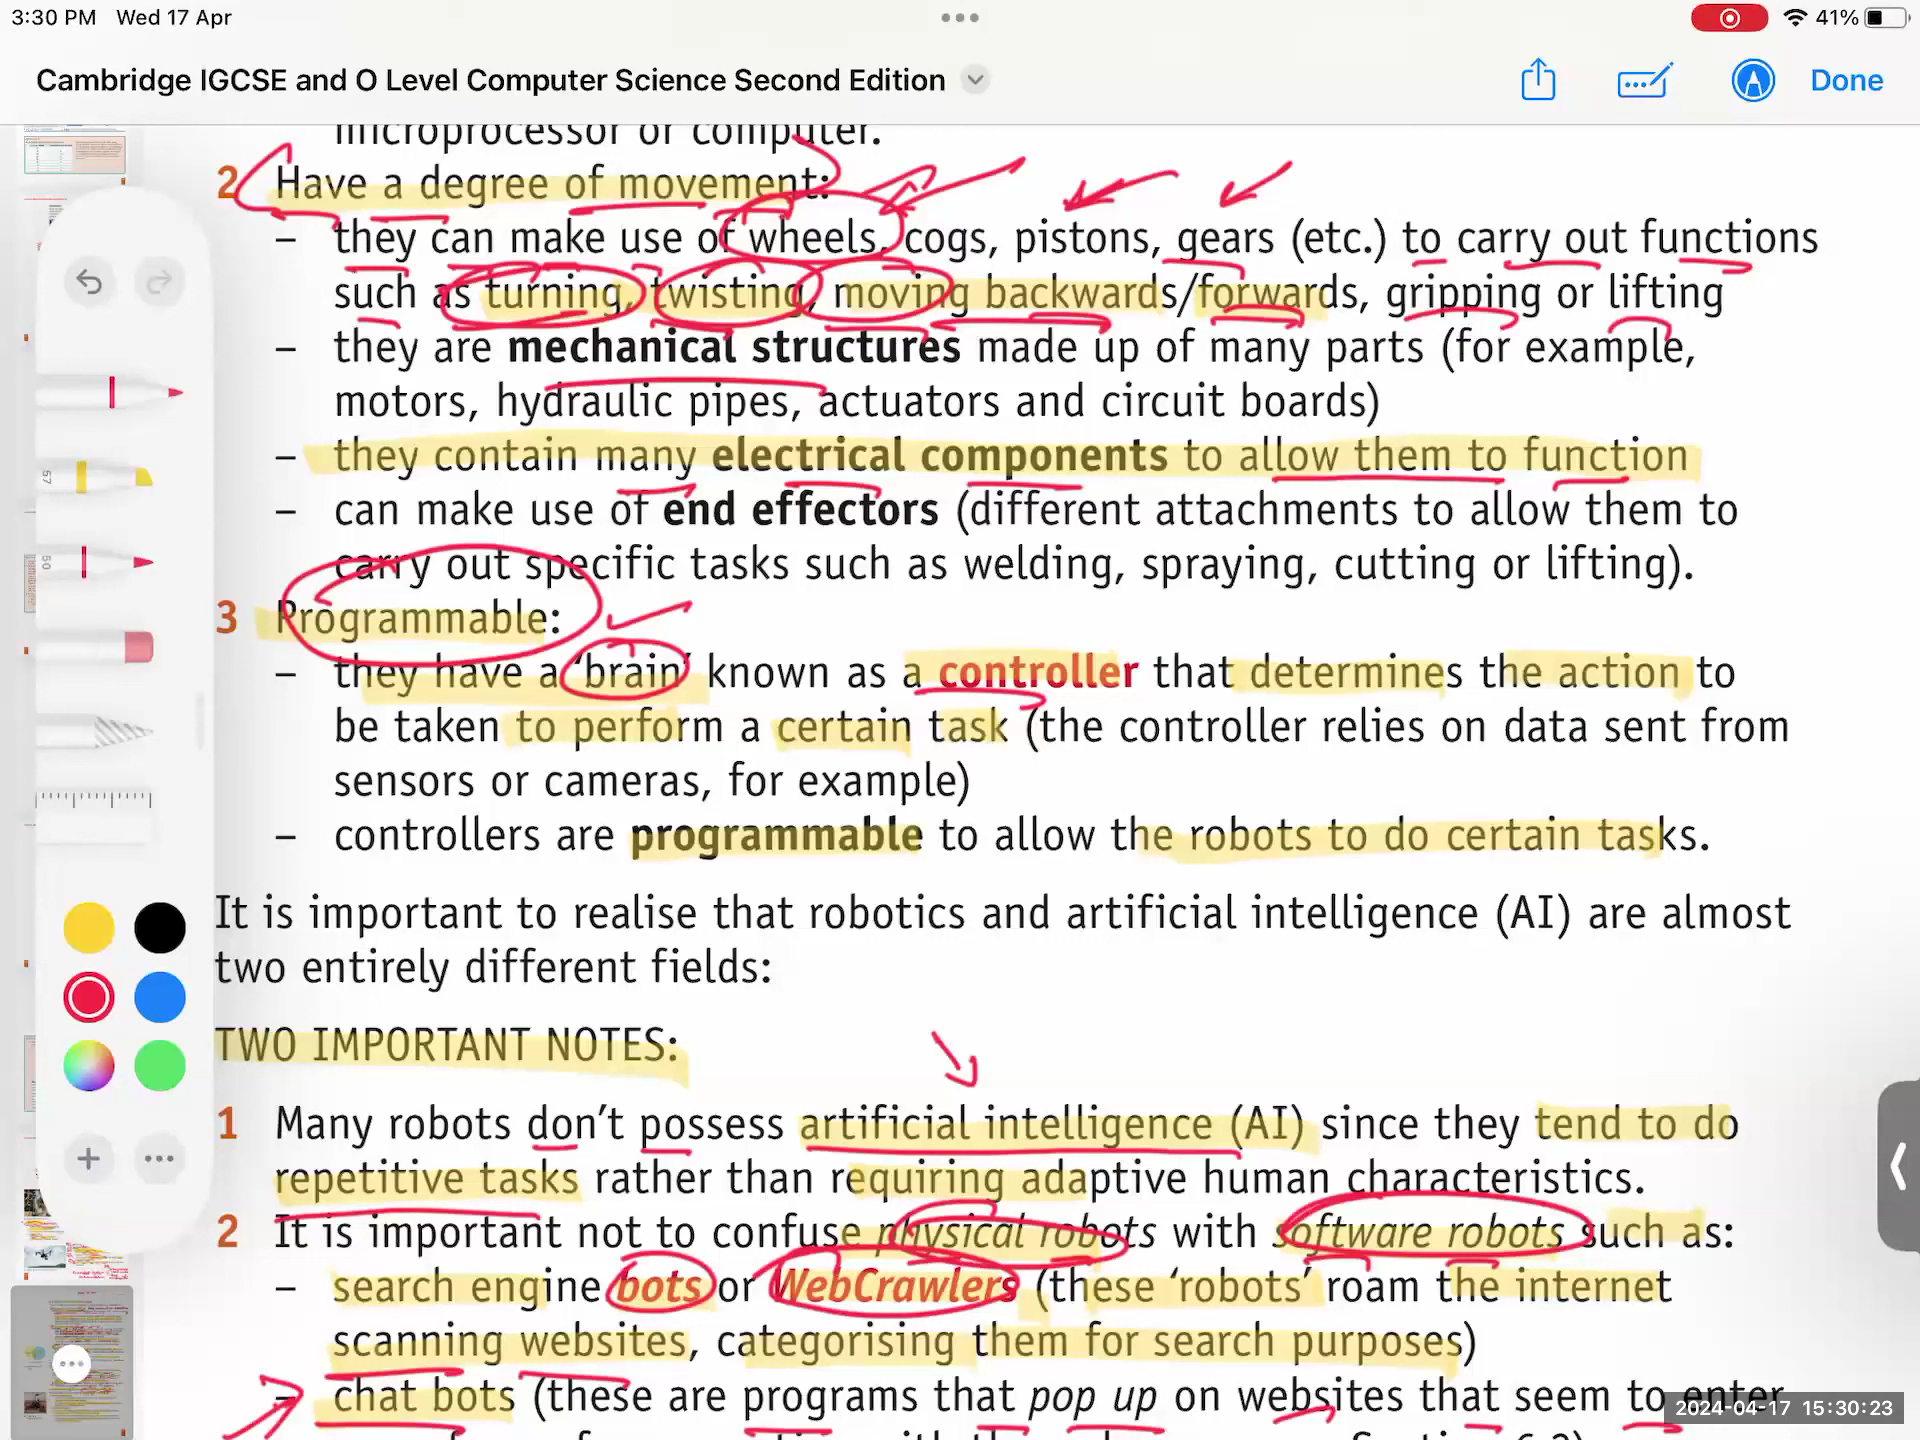 3:30 PM Wed 17 Apr
41%
Cambridge IGCSE and O Level Computer Science Second Edition
Done
microprocessor or computer.
2 Have a degree of movement:
– they can make use of wheels, cogs, pistons, gears (etc.) to carry out functions
such as turning, twisting, moving backwards/forwards, gripping or lifting
– they are mechanical structures made up of many parts (for example,
motors, hydraulic pipes, actuators and circuit boards)
– they contain many electrical components to allow them to function
– can make use of end effectors (different attachments to allow them to
carry out specific tasks such as welding, spraying, cutting or lifting).
3 Programmable:
– they have a ‘brain’ known as a controller that determines the action to
be taken to perform a certain task (the controller relies on data sent from
sensors or cameras, for example)
– controllers are programmable to allow the robots to do certain tasks.
It is important to realise that robotics and artificial intelligence (AI) are almost
two entirely different fields:
TWO IMPORTANT NOTES:
1 Many robots don’t possess artificial intelligence (AI) since they tend to do
repetitive tasks rather than requiring adaptive human characteristics.
2 It is important not to confuse physical robots with software robots such as:
– search engine bots or WebCrawlers (these ‘robots’ roam the internet
scanning websites, categorising them for search purposes)
– chat bots (these are programs that pop up on websites that seem to enter
2024-04-17 15:30:23
57
50